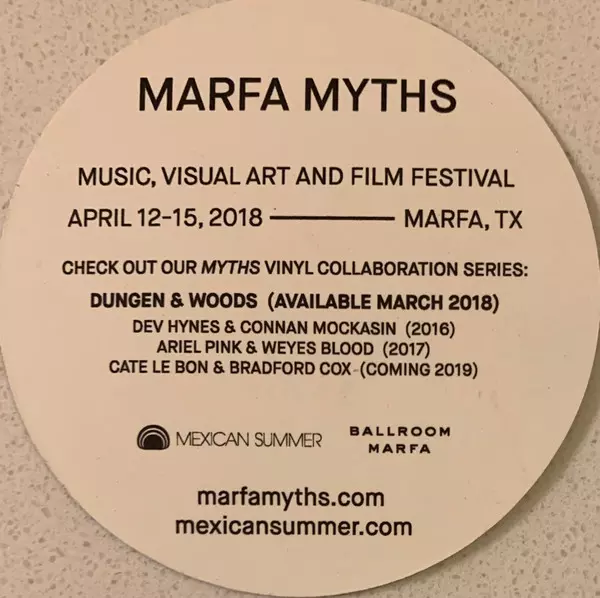 MARFA MYTHS
MUSIC, VISUAL ART AND FILM FESTIVAL
APRIL 12-15, 2018 ——— MARFA, TX
CHECK OUT OUR MYTHS VINYL COLLABORATION SERIES:
DUNGEN & WOODS (AVAILABLE MARCH 2018)
DEV HYNES & CONNAN MOCKASIN (2016)
ARIEL PINK & WEYES BLOOD (2017)
CATE LE BON & BRADFORD COX (COMING 2019)
MEXICAN SUMMER
BALLROOM
MARFA
marfamyths.com
mexicansummer.com